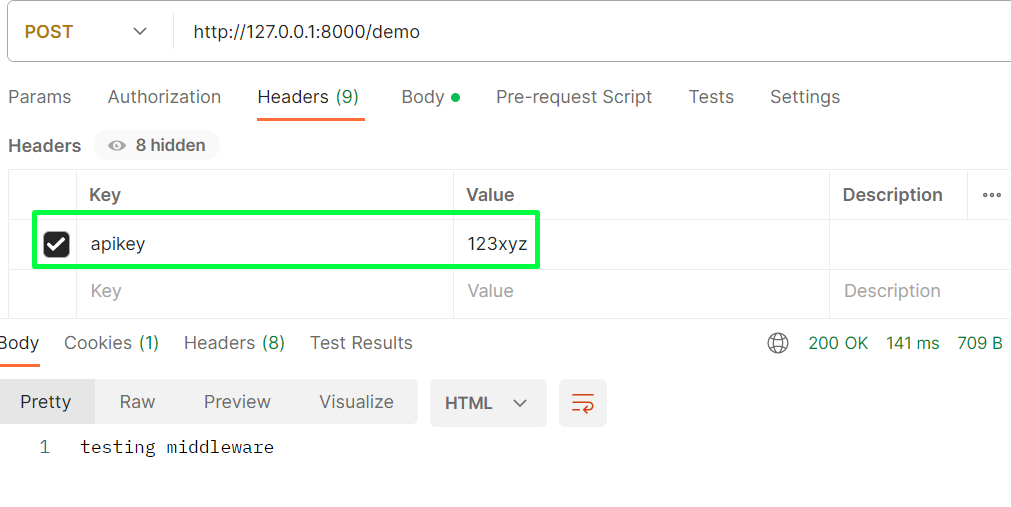 POST http://127.0.0.1:8000/demo
Params Authorization Headers (9) Body Pre-request Script Tests Settings
Headers 8 hidden
Key Value Description
apikey 123xyz
Key Value Description
Body Cookies (1) Headers (8) Test Results 200 OK 141 ms 709 B
Pretty Raw Preview Visualize HTML
1 testing middleware